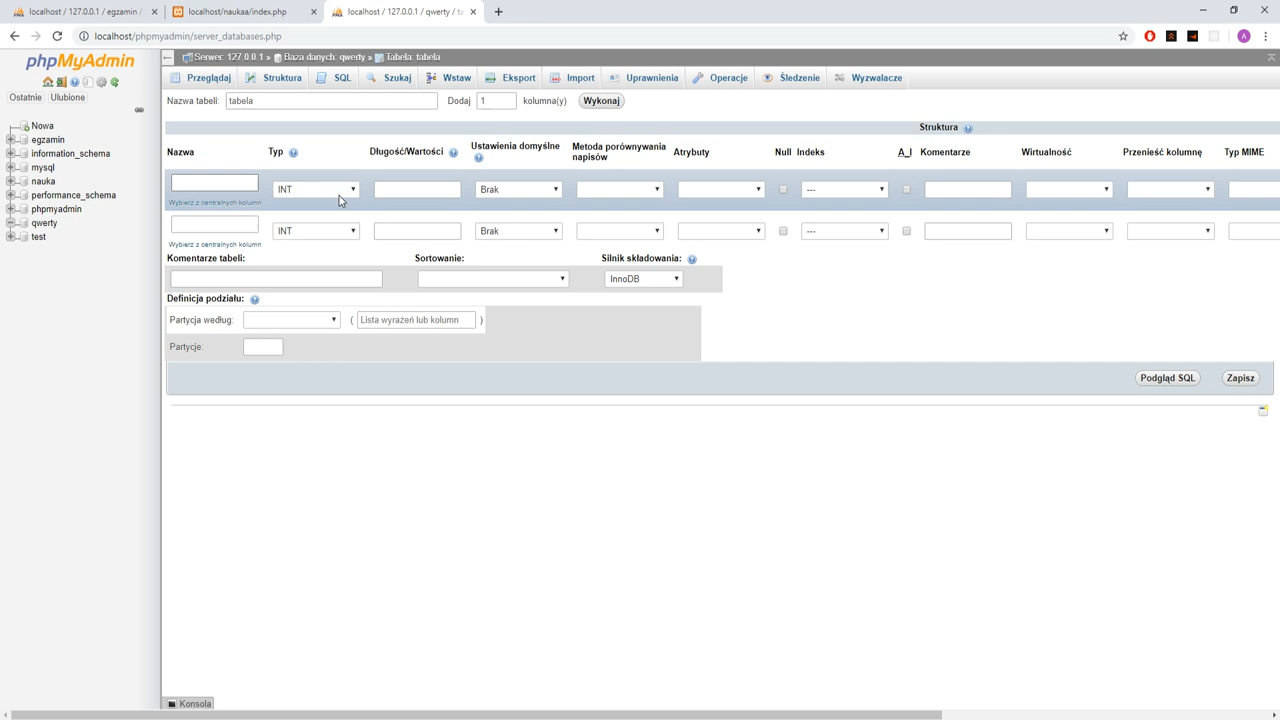 localhost / 127.0.0.1 / egzamin /
localhost/naukaa/index.php
localhost / 127.0.0.1 / qwerty / ta
localhost/phpmyadmin/server_databases.php
A
phpMyAdmin
Ostatnie Ulubione
Nowa
egzamin
information_schema
mysql
nauka
performance_schema
phpmyadmin
qwerty
test
Serwer: 127.0.0.1 » Baza danych: qwerty » Tabela: tabela
Przeglądaj Struktura SQL Szukaj Wstaw Eksport Import Uprawnienia Operacje Śledzenie Wyzwalacze
Nazwa tabeli: tabela Dodaj 1 kolumna(y) Wykonaj
Struktura
Nazwa Typ Długość/Wartości Ustawienia domyślne Metoda porównywania napisów Atrybuty Null Indeks A_I Komentarze Wirtualność Przenieść kolumnę Typ MIME
INT Brak ---
Wybierz z centralnych kolumn
INT Brak ---
Wybierz z centralnych kolumn
Komentarze tabeli: Sortowanie: Silnik składowania:
InnoDB
Definicja podziału:
Partycja według: ( Lista wyrażeń lub kolumn )
Partycje:
Podgląd SQL Zapisz
Konsola